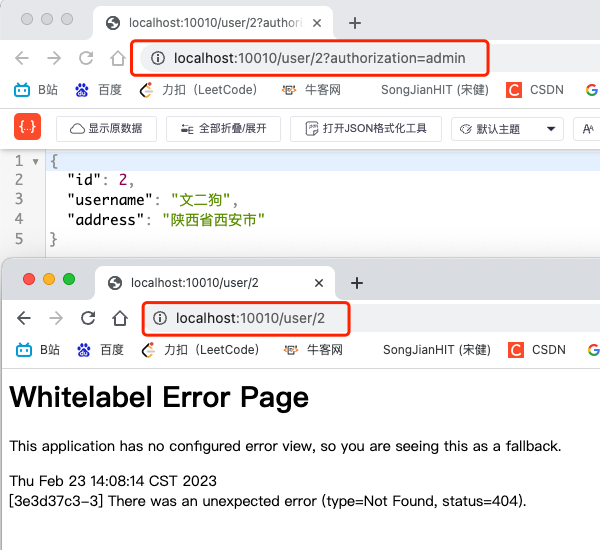 localhost:10010/user/2?authori
localhost:10010/user/2?authorization=admin
B站 百度 力扣 (LeetCode) 牛客网 SongJianHIT (宋健) CSDN
{..} 显示原数据 全部折叠/展开 打开JSON格式化工具 默认主题
1 {
2 "id": 2,
3 "username": "文二狗",
4 "address": "陕西省西安市"
5 }
localhost:10010/user/2
localhost:10010/user/2
B站 百度 力扣 (LeetCode) 牛客网 SongJianHIT (宋健) CSDN
Whitelabel Error Page
This application has no configured error view, so you are seeing this as a fallback.
Thu Feb 23 14:08:14 CST 2023
[3e3d37c3-3] There was an unexpected error (type=Not Found, status=404).